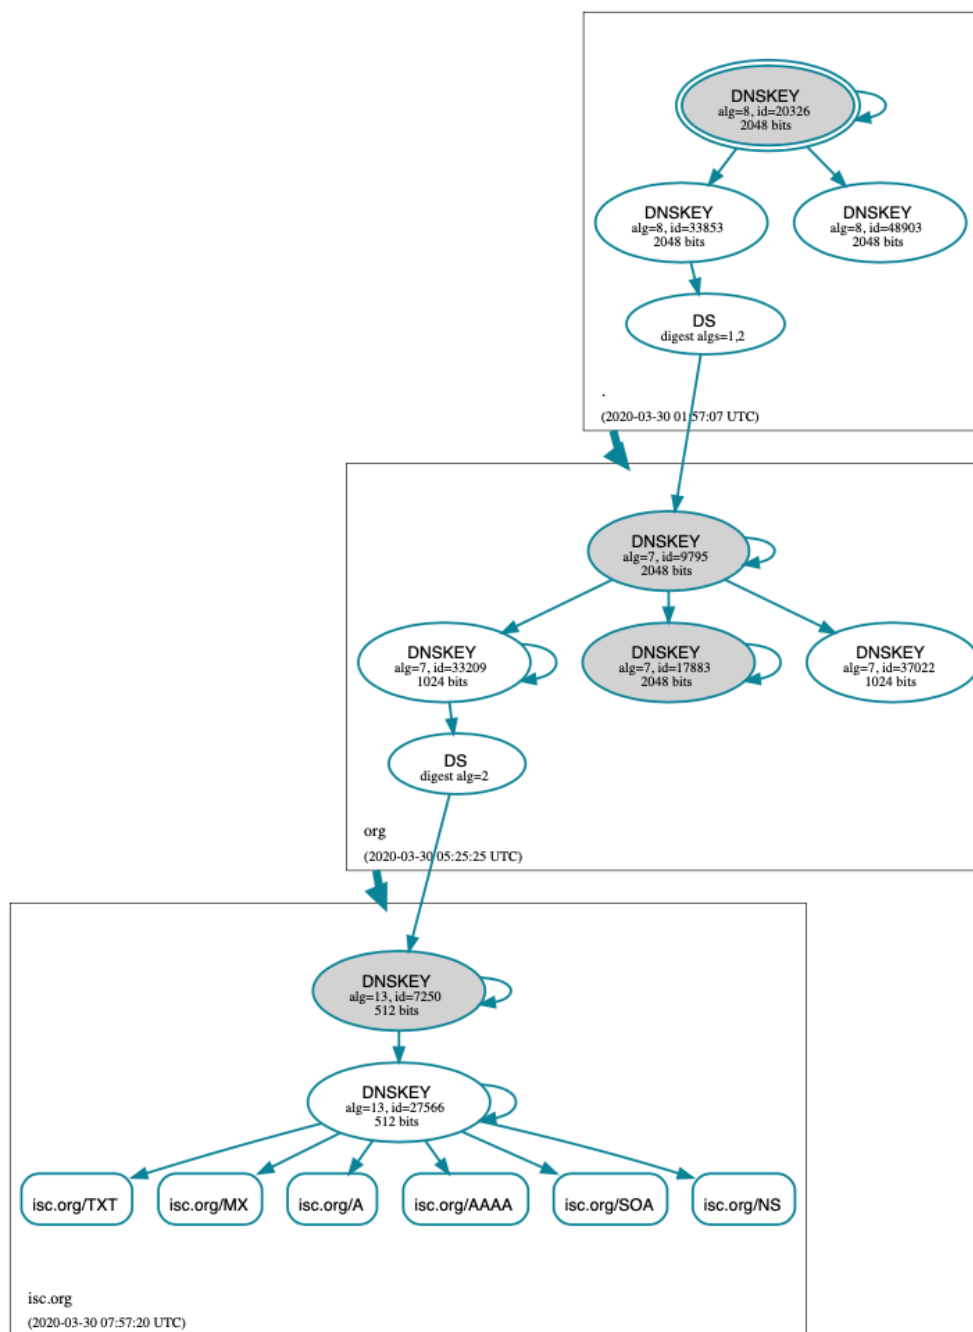 DNSKEY
alg=8, id=20326
2048 bits
DNSKEY
alg=8, id=33853
2048 bits
DNSKEY
alg=8, id=48903
2048 bits
DS
digest algs=1,2
.
(2020-03-30 01:57:07 UTC)
DNSKEY
alg=7, id=9795
2048 bits
DNSKEY
alg=7, id=33209
1024 bits
DNSKEY
alg=7, id=17883
2048 bits
DNSKEY
alg=7, id=37022
1024 bits
DS
digest alg=2
org
(2020-03-30 05:25:25 UTC)
DNSKEY
alg=13, id=7250
512 bits
DNSKEY
alg=13, id=27566
512 bits
isc.org/TXT
isc.org/MX
isc.org/A
isc.org/AAAA
isc.org/SOA
isc.org/NS
isc.org
(2020-03-30 07:57:20 UTC)